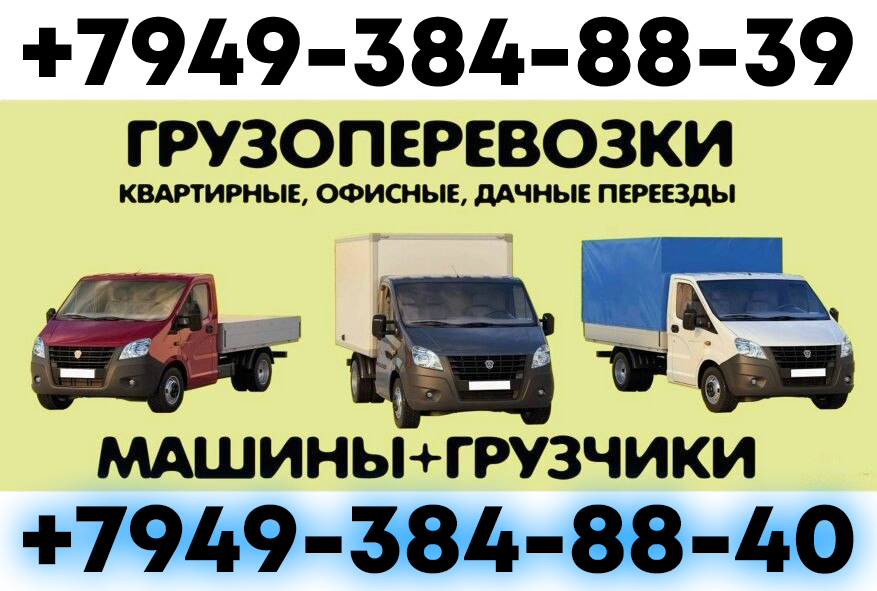 +7949-384-88-39
ГРУЗОПЕРЕВОЗКИ
КВАРТИРНЫЕ, ОФИСНЫЕ, ДАЧНЫЕ ПЕРЕЕЗДЫ
МАШИНЫ+ГРУЗЧИКИ
+7949-384-88-40